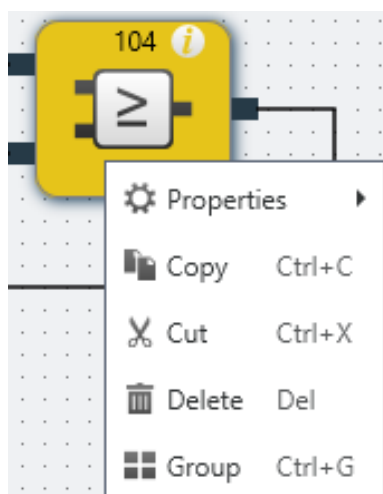 104 i
≥
Properties
Copy Ctrl+C
Cut Ctrl+X
Delete Del
Group Ctrl+G